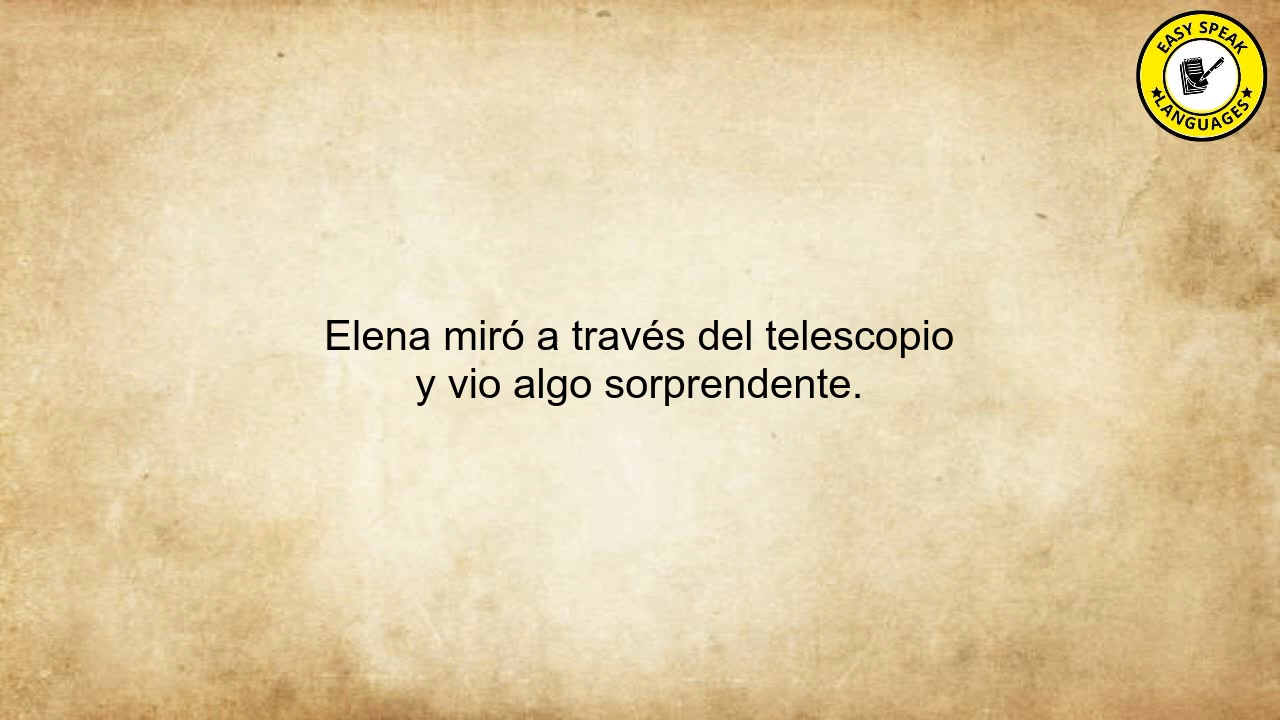 EASY SPEAK
LANGUAGES
Elena miró a través del telescopio
y vio algo sorprendente.